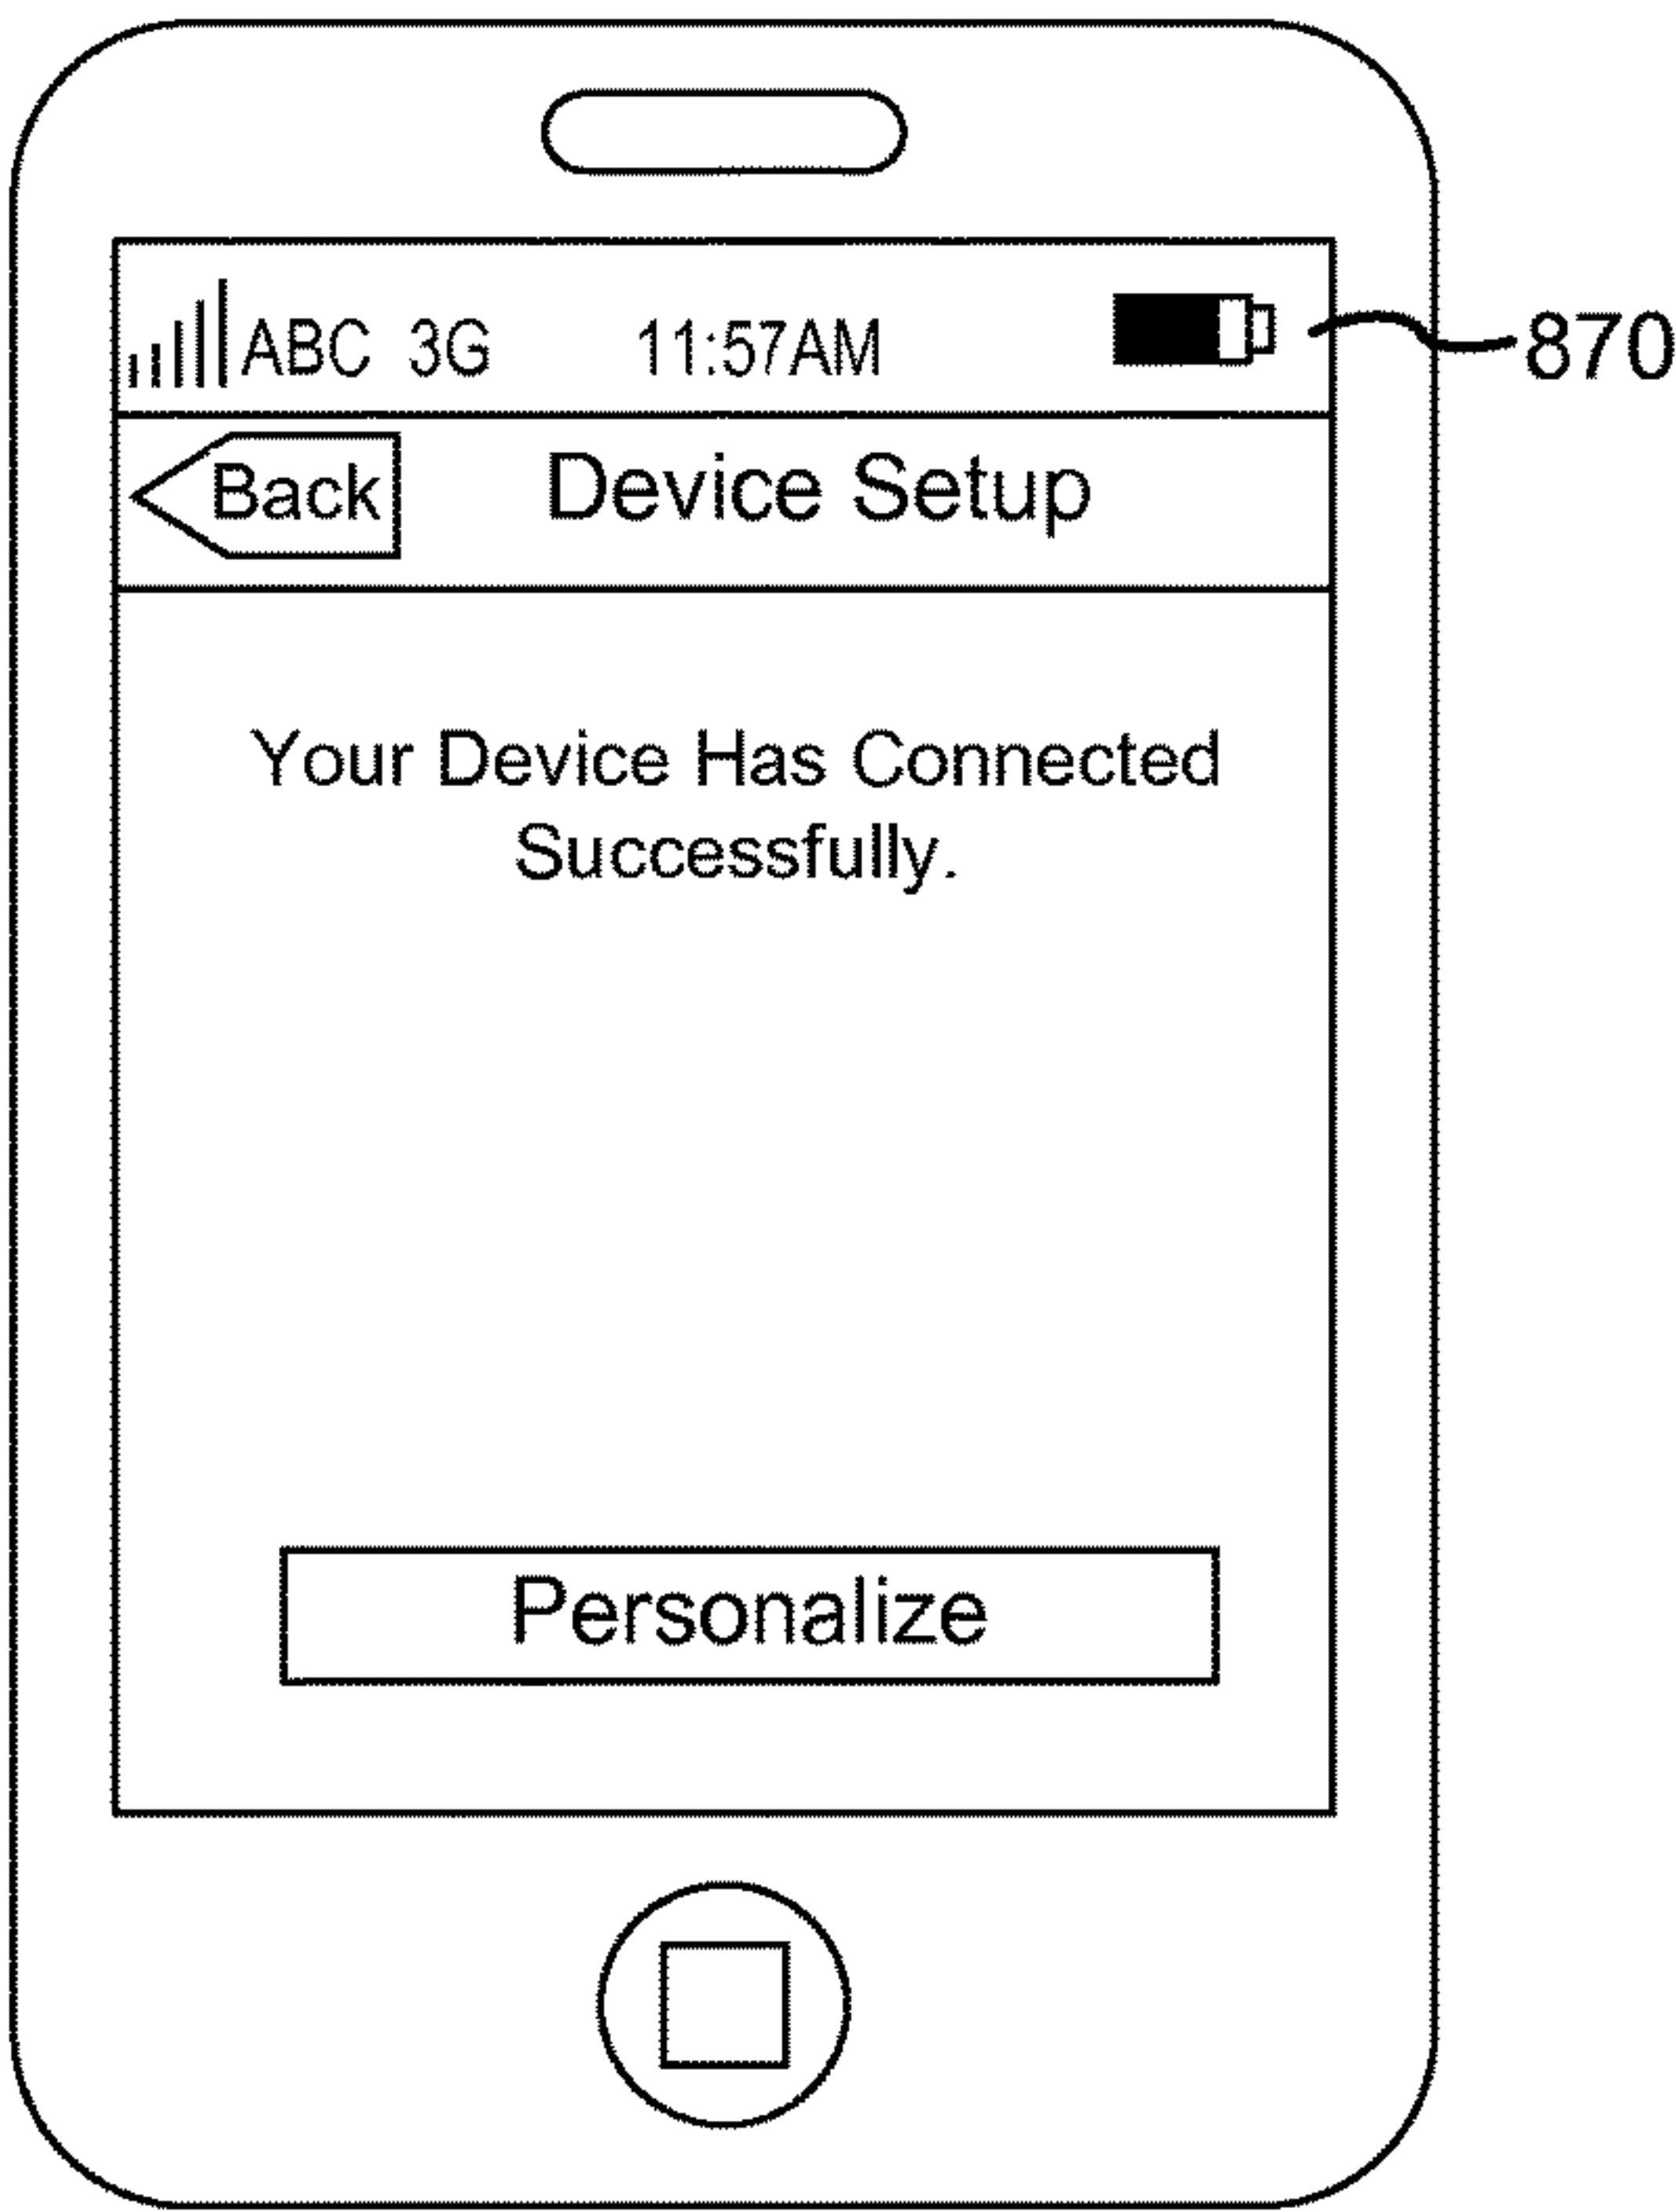 ABC 3G 11:57AM
870
Back Device Setup
Your Device Has Connected
Successfully.
Personalize